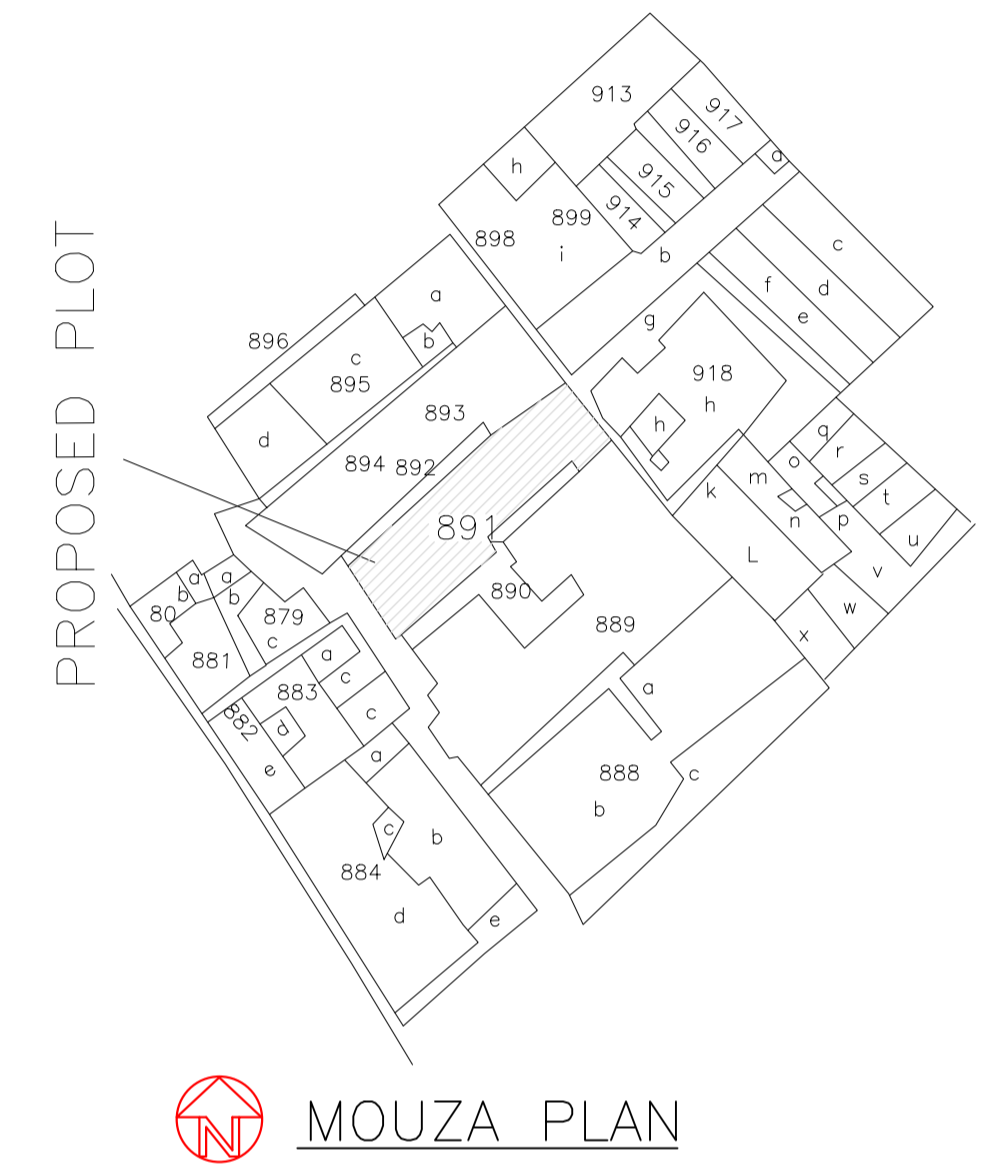 PROPOSED PLOT
913
917
916
a
h
915
914
899
898
i
b
c
d
f
e
g
a
896
b
c
895
918
h
893
h
d
894
892
q
r
o
m
s
t
k
891
n
p
u
L
v
a
a
b
b
80
890
w
879
889
x
c
881
a
c
a
883
882
c
d
a
e
888
c
b
c
b
884
d
e
N
MOUZA PLAN